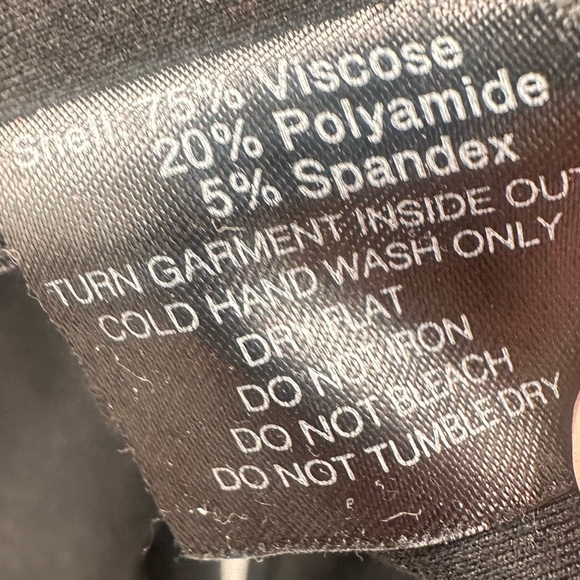 Shell: 75% Viscose
20% Polyamide
5% Spandex
TURN GARMENT INSIDE OUT
COLD HAND WASH ONLY
DRY FLAT
DO NOT IRON
DO NOT BLEACH
DO NOT TUMBLE DRY